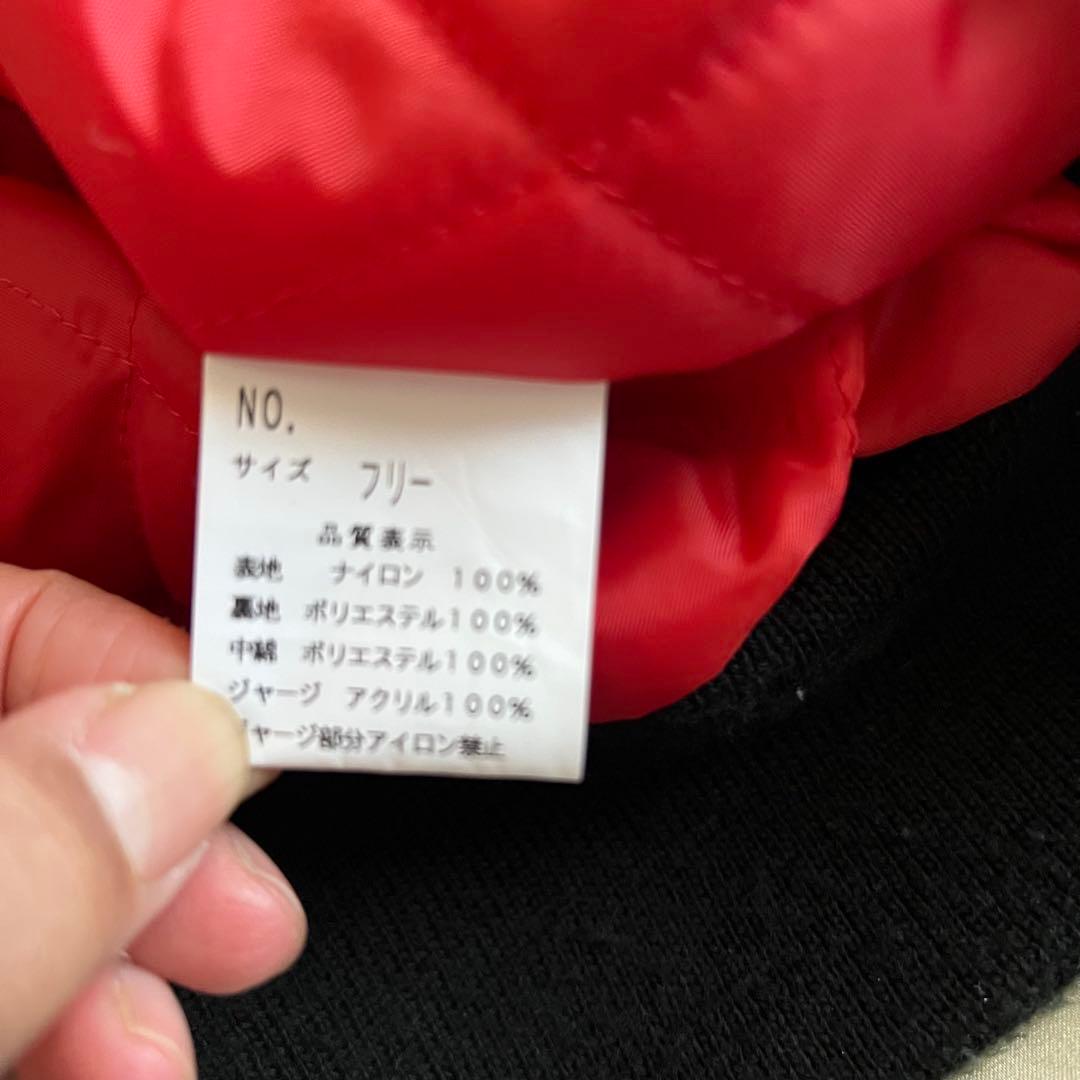 NO.
サイズ フリー
品質表示
表地 ナイロン 100%
裏地 ポリエステル100%
中綿 ポリエステル100%
ジャージ アクリル100%
ジャージ部分アイロン禁止